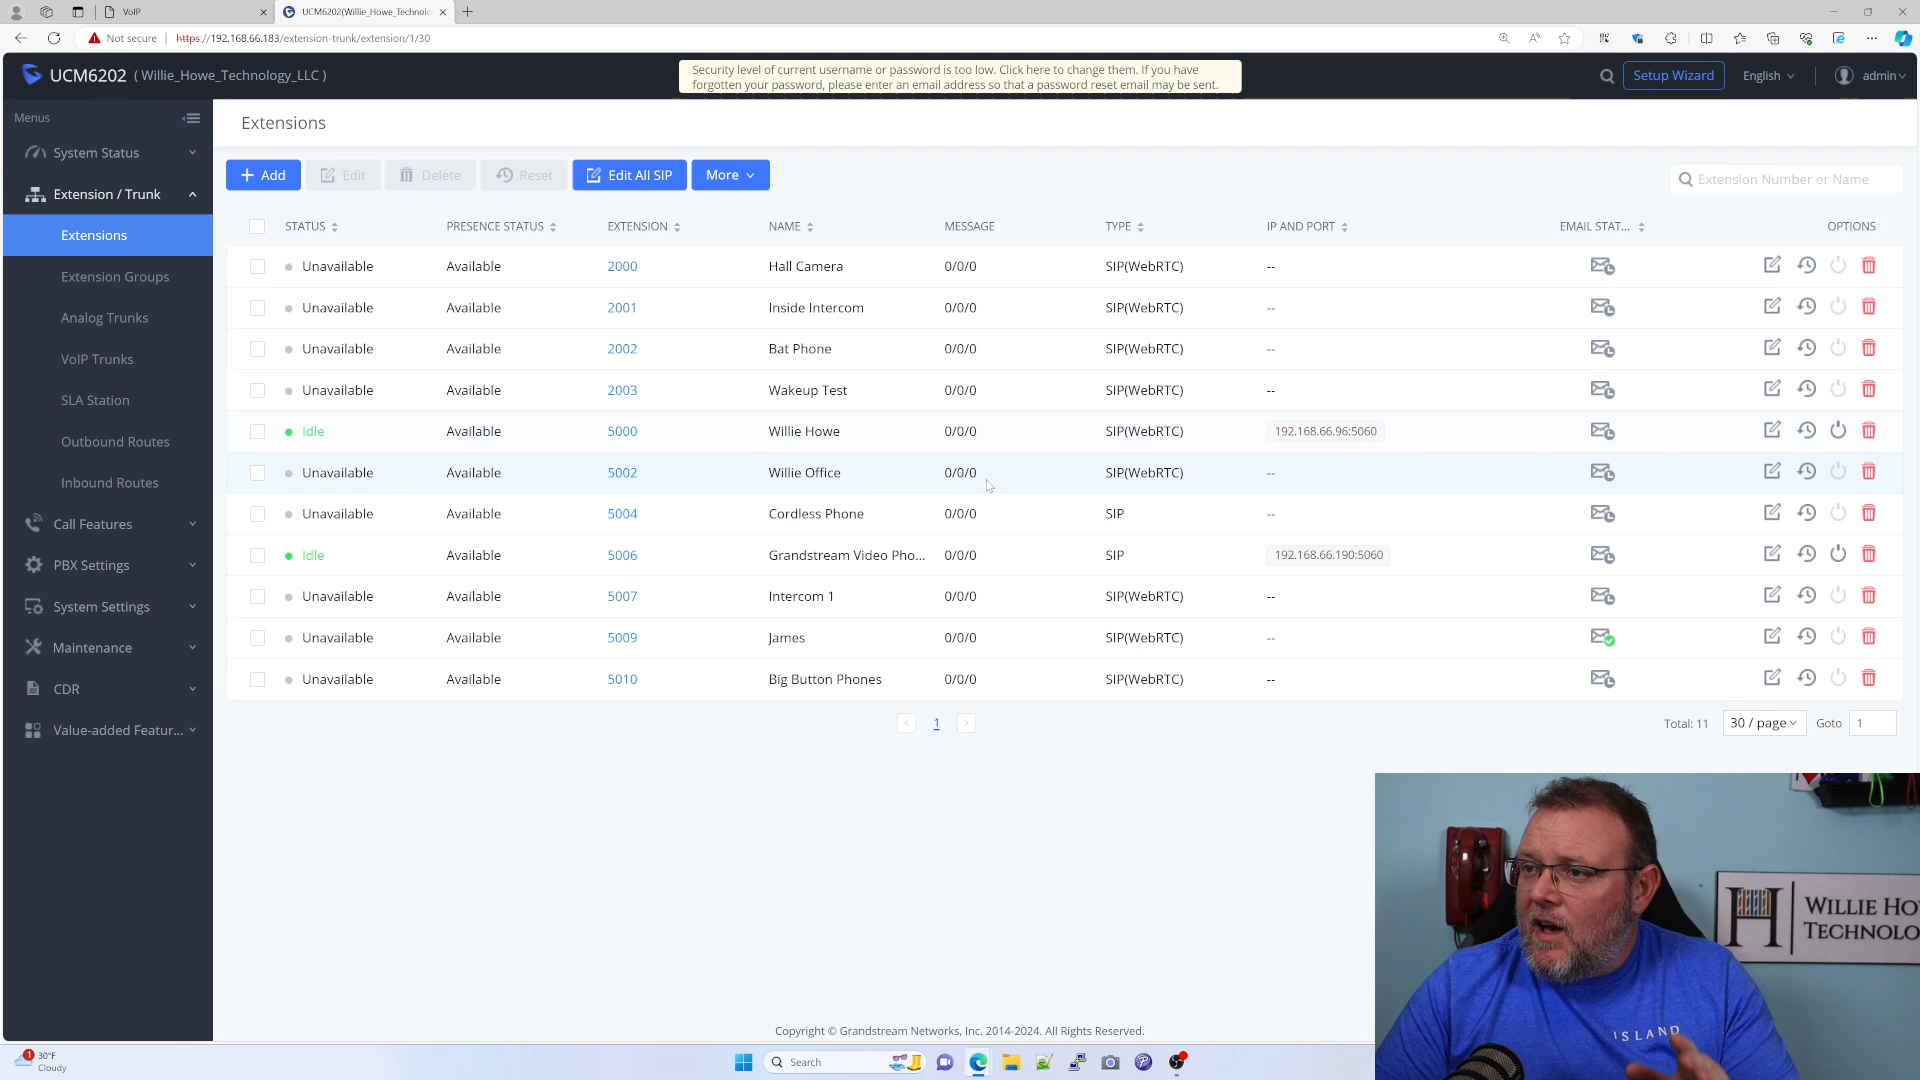 VoIP
UCM6202(Willie_Howe_Technolo
Not secure
https://192.168.66.183/extension-trunk/extension/1/30
UCM6202 ( Willie_Howe_Technology_LLC )
Security level of current username or password is too low. Click here to change them. If you have
forgotten your password, please enter an email address so that a password reset email may be sent.
Setup Wizard
English
admin
Menus
System Status
Extension / Trunk
Extensions
Extension Groups
Analog Trunks
VoIP Trunks
SLA Station
Outbound Routes
Inbound Routes
Call Features
PBX Settings
System Settings
Maintenance
CDR
Value-added Featur...
Extensions
Add Edit Delete Reset Edit All SIP More
Extension Number or Name
STATUS PRESENCE STATUS EXTENSION NAME MESSAGE TYPE IP AND PORT EMAIL STAT... OPTIONS
Unavailable Available 2000 Hall Camera 0/0/0 SIP(WebRTC) --
Unavailable Available 2001 Inside Intercom 0/0/0 SIP(WebRTC) --
Unavailable Available 2002 Bat Phone 0/0/0 SIP(WebRTC) --
Unavailable Available 2003 Wakeup Test 0/0/0 SIP(WebRTC) --
Idle Available 5000 Willie Howe 0/0/0 SIP(WebRTC) 192.168.66.96:5060
Unavailable Available 5002 Willie Office 0/0/0 SIP(WebRTC) --
Unavailable Available 5004 Cordless Phone 0/0/0 SIP --
Idle Available 5006 Grandstream Video Pho... 0/0/0 SIP 192.168.66.190:5060
Unavailable Available 5007 Intercom 1 0/0/0 SIP(WebRTC) --
Unavailable Available 5009 James 0/0/0 SIP(WebRTC) --
Unavailable Available 5010 Big Button Phones 0/0/0 SIP(WebRTC) --
1
Total: 11 30 / page Goto 1
WILLIE HO
TECHNOLO
ISLAND
Copyright © Grandstream Networks, Inc. 2014-2024. All Rights Reserved.
1
30°F
Cloudy
Search